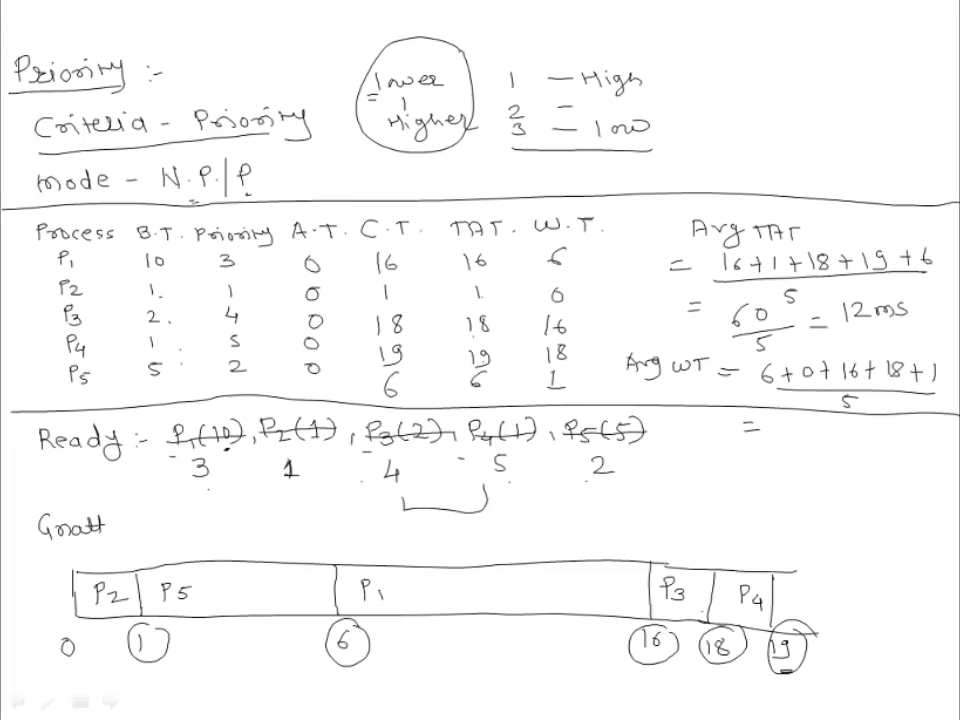 Priority :-
lower
1
Higher
1 — High
2 —
3 — low
Criteria - Priority
mode - N.P. | P
Process B.T. Priority A.T. C.T. TAT. W.T.
P1 10 3 0 16 16 6
P2 1 1 0 1 1 0
P3 2 4 0 18 18 16
P4 1 5 0 19 19 18
P5 5 2 0 6 6 1
Avg TAT
= 16+1+18+19+6
5
= 60/5 = 12ms
Avg WT = 6+0+16+18+1
5
=
Ready :- P1(10), P2(1), P3(2), P4(1), P5(5)
3 1 4 5 2
Gnatt
P2 P5 P1 P3 P4
0 1 6 16 18 19